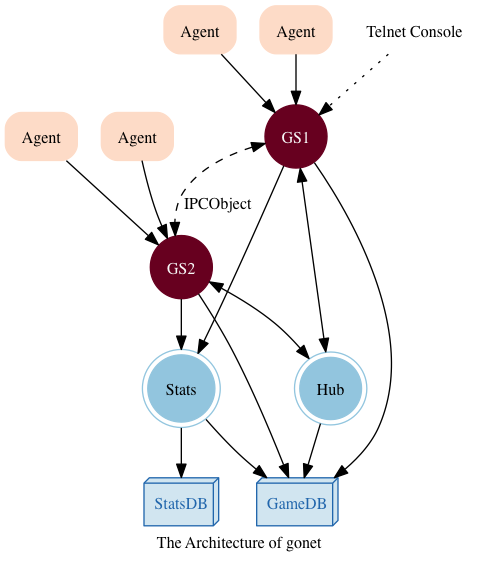 Agent
Agent
Telnet Console
Agent
Agent
GS1
IPCObject
GS2
Stats
Hub
StatsDB
GameDB
The Architecture of gonet